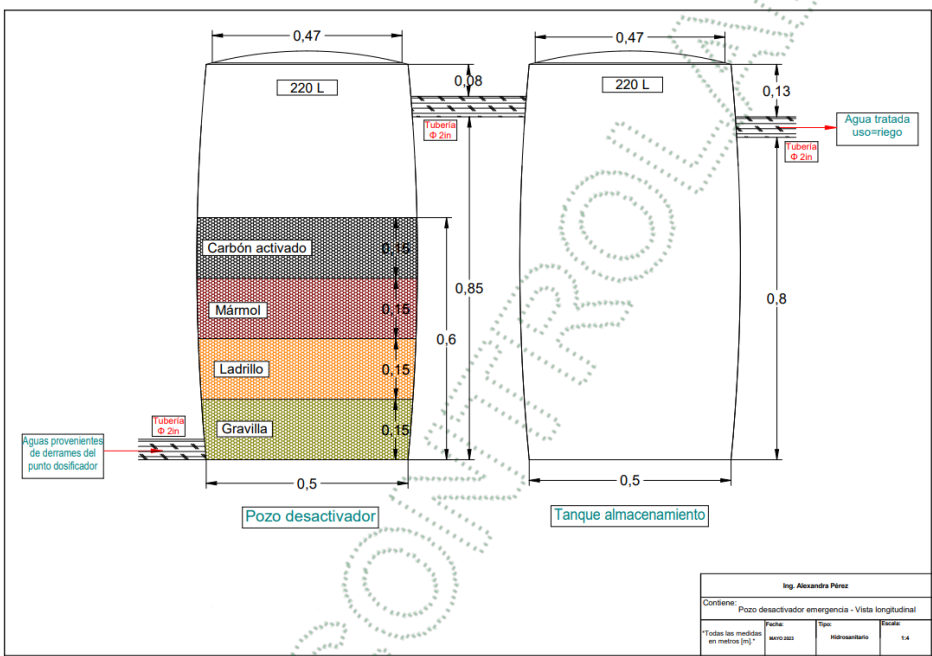 0,47
0,47
220 L
220 L
0,08
0,13
Tubería
Φ 2in
Tubería
Φ 2in
Agua tratada
uso=riego
Carbón activado
0,15
Mármol
0,15
0,85
0,8
0,6
Ladrillo
0,15
Gravilla
0,15
Tubería
Φ 2in
Aguas provenientes
de derrames del
punto dosificador
0,5
0,5
Pozo desactivador
Tanque almacenamiento
CONTROL
Ing. Alexandra Pérez
Contiene:
Pozo desactivador emergencia - Vista longitudinal
"Todas las medidas
en metros [m]."
Fecha:
MAYO 2023
Tipo:
Hidrosanitario
Escala:
1:4